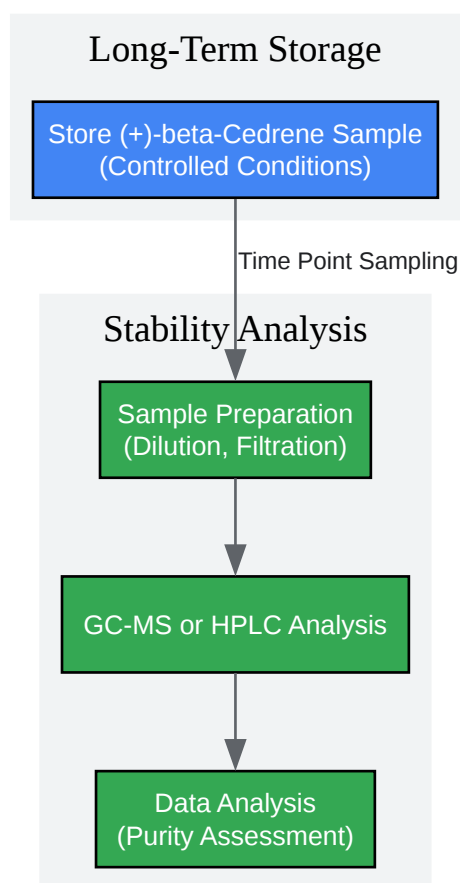 Long-Term Storage
Store (+)-beta-Cedrene Sample
(Controlled Conditions)
Time Point Sampling
Stability Analysis
Sample Preparation
(Dilution, Filtration)
GC-MS or HPLC Analysis
Data Analysis
(Purity Assessment)